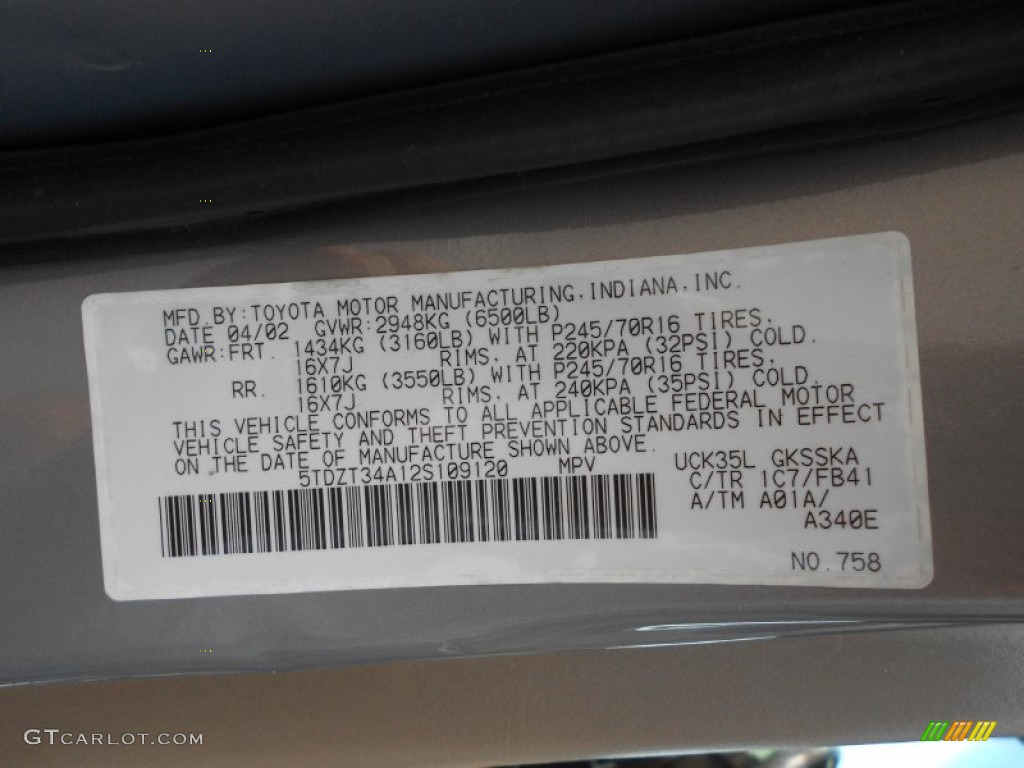 MFD.BY:TOYOTA MOTOR MANUFACTURING,INDIANA,INC.
DATE 04/02 GVWR:2948KG (6500LB)
GAWR:FRT. 1434KG (3160LB) WITH P245/70R16 TIRES,
16X7J RIMS, AT 220KPA (32PSI) COLD.
RR. 1610KG (3550LB) WITH P245/70R16 TIRES,
16X7J RIMS, AT 240KPA (35PSI) COLD.
THIS VEHICLE CONFORMS TO ALL APPLICABLE FEDERAL MOTOR
VEHICLE SAFETY AND THEFT PREVENTION STANDARDS IN EFFECT
ON THE DATE OF MANUFACTURE SHOWN ABOVE.
5TDZT34A12S109120 MPV
UCK35L GKSSKA
C/TR 1C7/FB41
A/TM A01A/
A340E
NO.758
GTCARLOT.COM